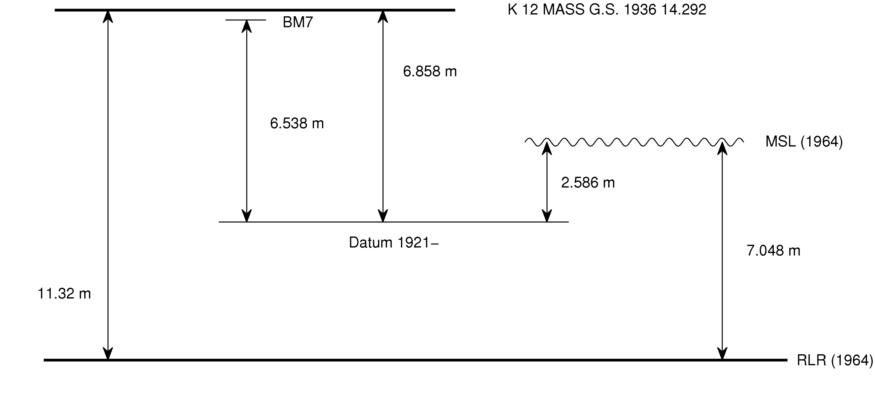 K 12 MASS G.S. 1936 14.292
BM7
6.858 m
6.538 m
MSL (1964)
2.586 m
Datum 1921–
7.048 m
11.32 m
RLR (1964)